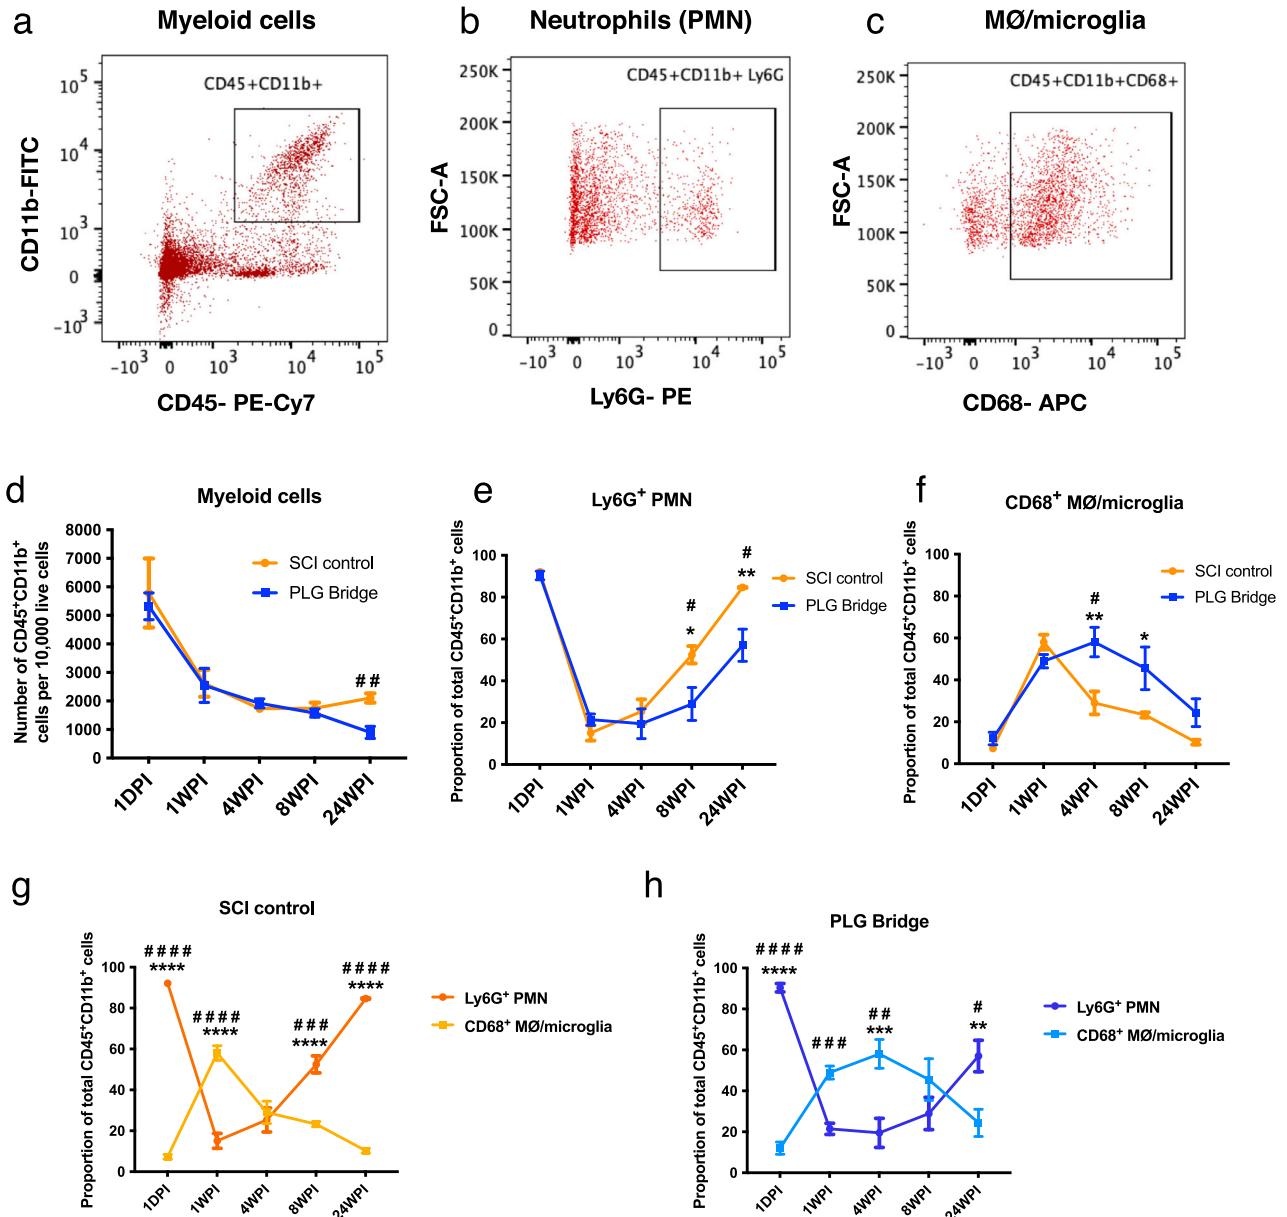 a Myeloid cells
CD45+CD11b+
CD11b-FITC
10^5
10^4
10^3
0
-10^3
-10^3 0 10^3 10^4 10^5
CD45- PE-Cy7
b Neutrophils (PMN)
CD45+CD11b+ Ly6G
FSC-A
250K
200K
150K
100K
50K
0
-10^3 0 10^3 10^4 10^5
Ly6G- PE
c MØ/microglia
CD45+CD11b+CD68+
FSC-A
250K
200K
150K
100K
50K
0
-10^3 0 10^3 10^4 10^5
CD68- APC
d Myeloid cells
Number of CD45+CD11b+
cells per 10,000 live cells
8000
7000
6000
5000
4000
3000
2000
1000
0
SCI control
PLG Bridge
##
1DPI 1WPI 4WPI 8WPI 24WPI
e Ly6G+ PMN
Proportion of total CD45+CD11b+ cells
100
80
60
40
20
0
#
*
#
**
SCI control
PLG Bridge
1DPI 1WPI 4WPI 8WPI 24WPI
f CD68+ MØ/microglia
Proportion of total CD45+CD11b+ cells
100
80
60
40
20
0
#
**
*
SCI control
PLG Bridge
1DPI 1WPI 4WPI 8WPI 24WPI
g SCI control
Proportion of total CD45+CD11b+ cells
100
80
60
40
20
0
####
****
####
****
###
****
####
****
Ly6G+ PMN
CD68+ MØ/microglia
1DPI 1WPI 4WPI 8WPI 24WPI
h PLG Bridge
Proportion of total CD45+CD11b+ cells
100
80
60
40
20
0
####
****
###
##
***
#
**
Ly6G+ PMN
CD68+ MØ/microglia
1DPI 1WPI 4WPI 8WPI 24WPI